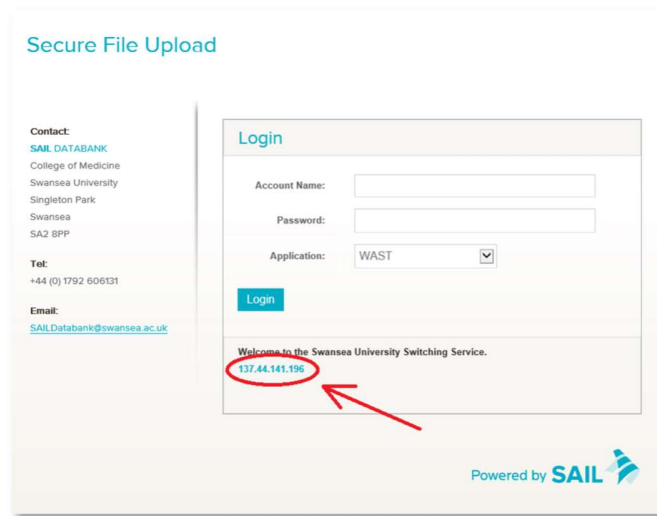 Secure File Upload
Contact:
SAIL DATABANK
College of Medicine
Swansea University
Singleton Park
Swansea
SA2 8PP
Tel:
+44 (0) 1792 606131
Email:
SAILDatabank@swansea.ac.uk
Login
Account Name:
Password:
Application: WAST
Login
Welcome to the Swansea University Switching Service.
137.44.141.196
Powered by SAIL